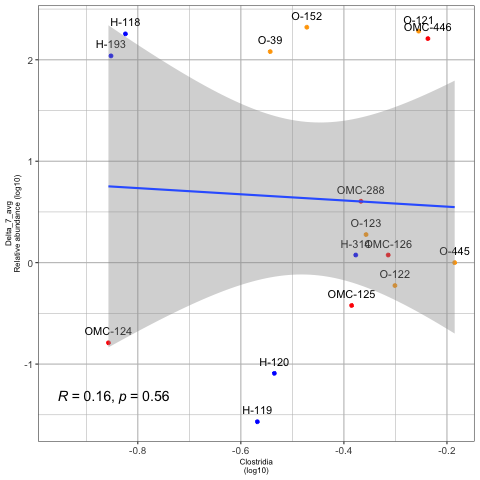 O-152
O-121
H-118
OMC-446
H-193
O-39
2
1
OMC-288
O-123
H-314
OMC-126
O-445
0
O-122
OMC-125
OMC-124
-1
H-120
R = 0.16, p = 0.56
H-119
-0.8
-0.6
-0.4
-0.2
Clostridia
(log10)
Delta_7_avg
Relative abundance (log10)